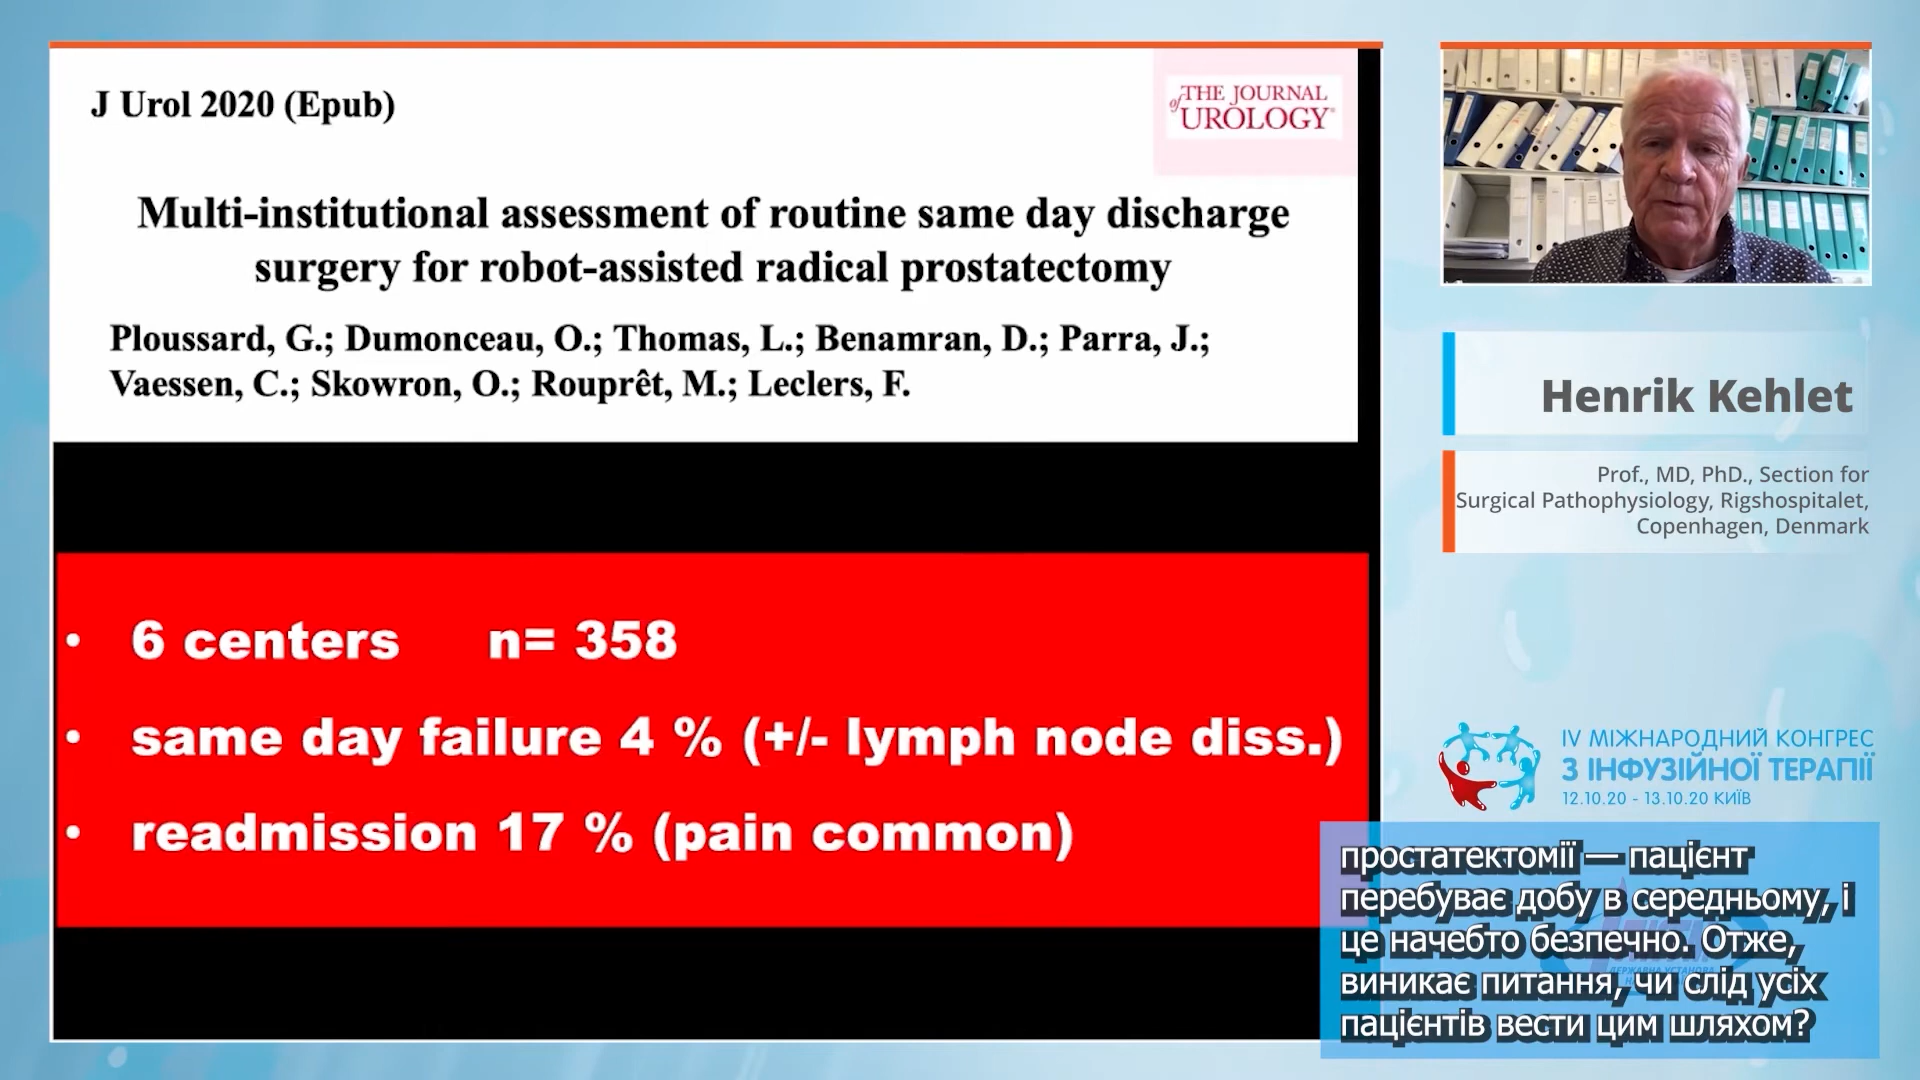 J Urol 2020 (Epub)
THE JOURNAL
of UROLOGY®
Multi-institutional assessment of routine same day discharge
surgery for robot-assisted radical prostatectomy
Ploussard, G.; Dumonceau, O.; Thomas, L.; Benamran, D.; Parra, J.;
Vaessen, C.; Skowron, O.; Rouprêt, M.; Leclers, F.
• 6 centers n= 358
• same day failure 4 % (+/- lymph node diss.)
• readmission 17 % (pain common)
Henrik Kehlet
Prof., MD, PhD., Section for
Surgical Pathophysiology, Rigshospitalet,
Copenhagen, Denmark
IV МІЖНАРОДНИЙ КОНГРЕС
З ІНФУЗІЙНОЇ ТЕРАПІЇ
12.10.20 - 13.10.20 КИЇВ
простатектомії — пацієнт
перебуває добу в середньому, і
це начебто безпечно. Отже,
виникає питання, чи слід усіх
пацієнтів вести цим шляхом?